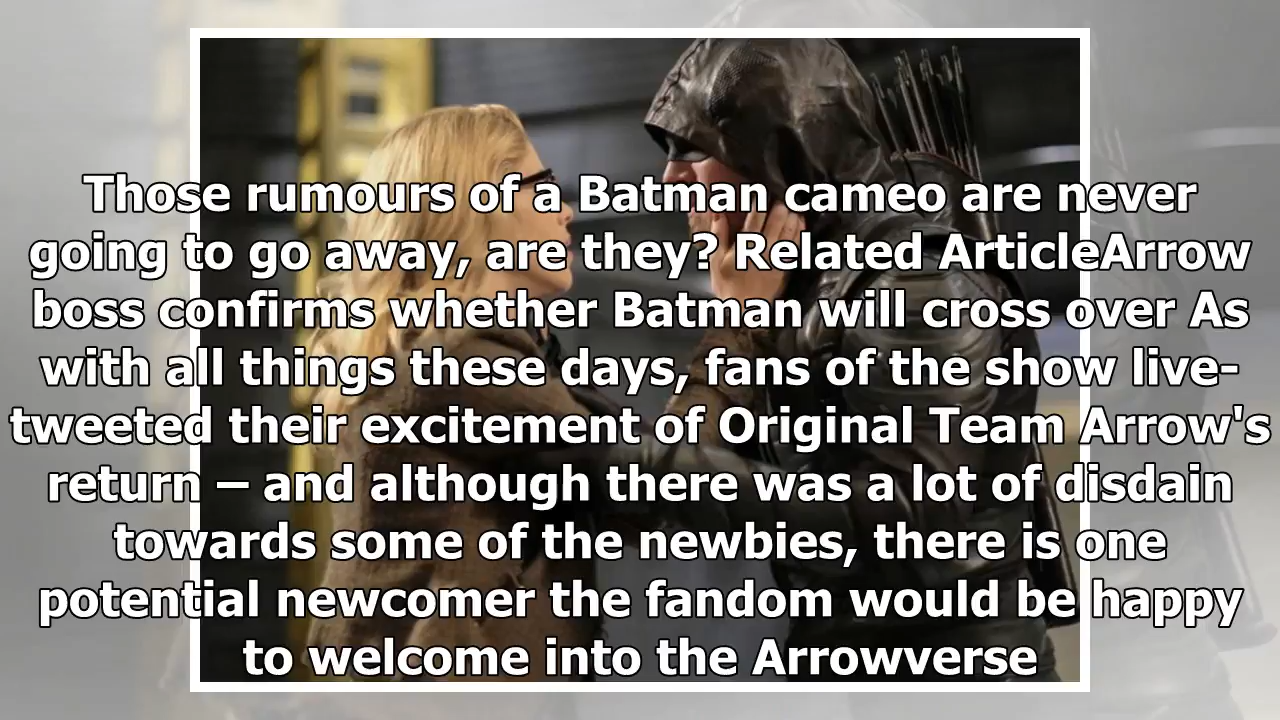 Those rumours of a Batman cameo are never
going to go away, are they? Related ArticleArrow
boss confirms whether Batman will cross over As
with all things these days, fans of the show live-
tweeted their excitement of Original Team Arrow's
return – and although there was a lot of disdain
towards some of the newbies, there is one
potential newcomer the fandom would be happy
to welcome into the Arrowverse